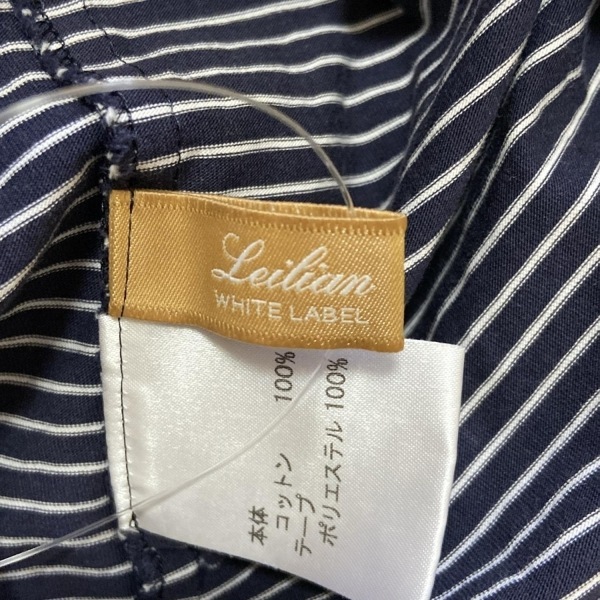 Leilian
WHITE LABEL
本体
コットン 100%
テープ
ポリエステル 100%